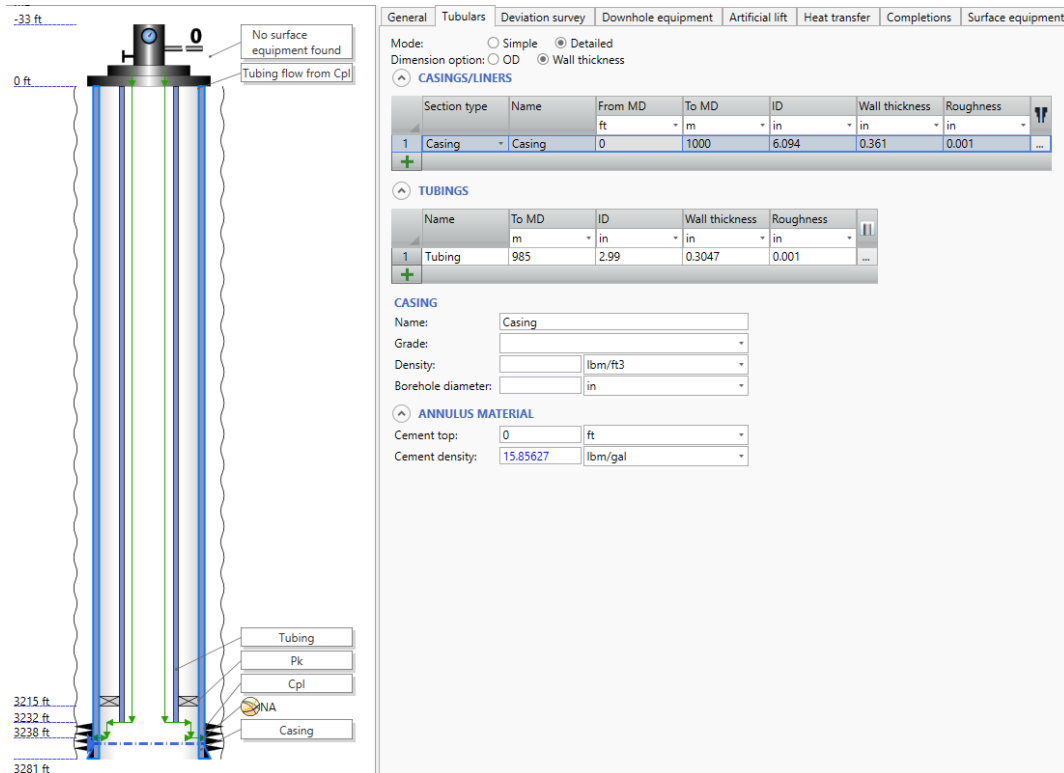 -33 ft
0
No surface
equipment found
Tubing flow from Cpl
0 ft
Tubing
Pk
Cpl
NA
Casing
3215 ft
3232 ft
3238 ft
3281 ft
General Tubulars Deviation survey Downhole equipment Artificial lift Heat transfer Completions Surface equipment
Mode: Simple Detailed
Dimension option: OD Wall thickness
CASINGS/LINERS
Section type Name From MD To MD ID Wall thickness Roughness
ft m in in in
1 Casing Casing 0 1000 6.094 0.361 0.001 ...
TUBINGS
Name To MD ID Wall thickness Roughness
m in in in
1 Tubing 985 2.99 0.3047 0.001 ...
CASING
Name: Casing
Grade:
Density: lbm/ft3
Borehole diameter: in
ANNULUS MATERIAL
Cement top: 0 ft
Cement density: 15.85627 lbm/gal